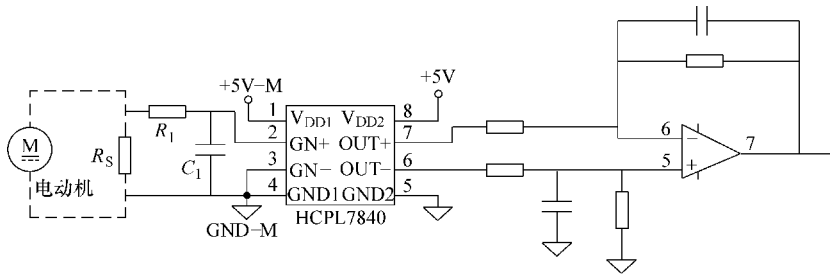 +5V-M
+5V
1
V_DD1
V_DD2
8
R_1
2
GN+
OUT+
7
6
−
7
M
R_S
C_1
3
GN−
OUT−
6
5
+
电动机
4
GND1
GND2
5
GND-M
HCPL7840